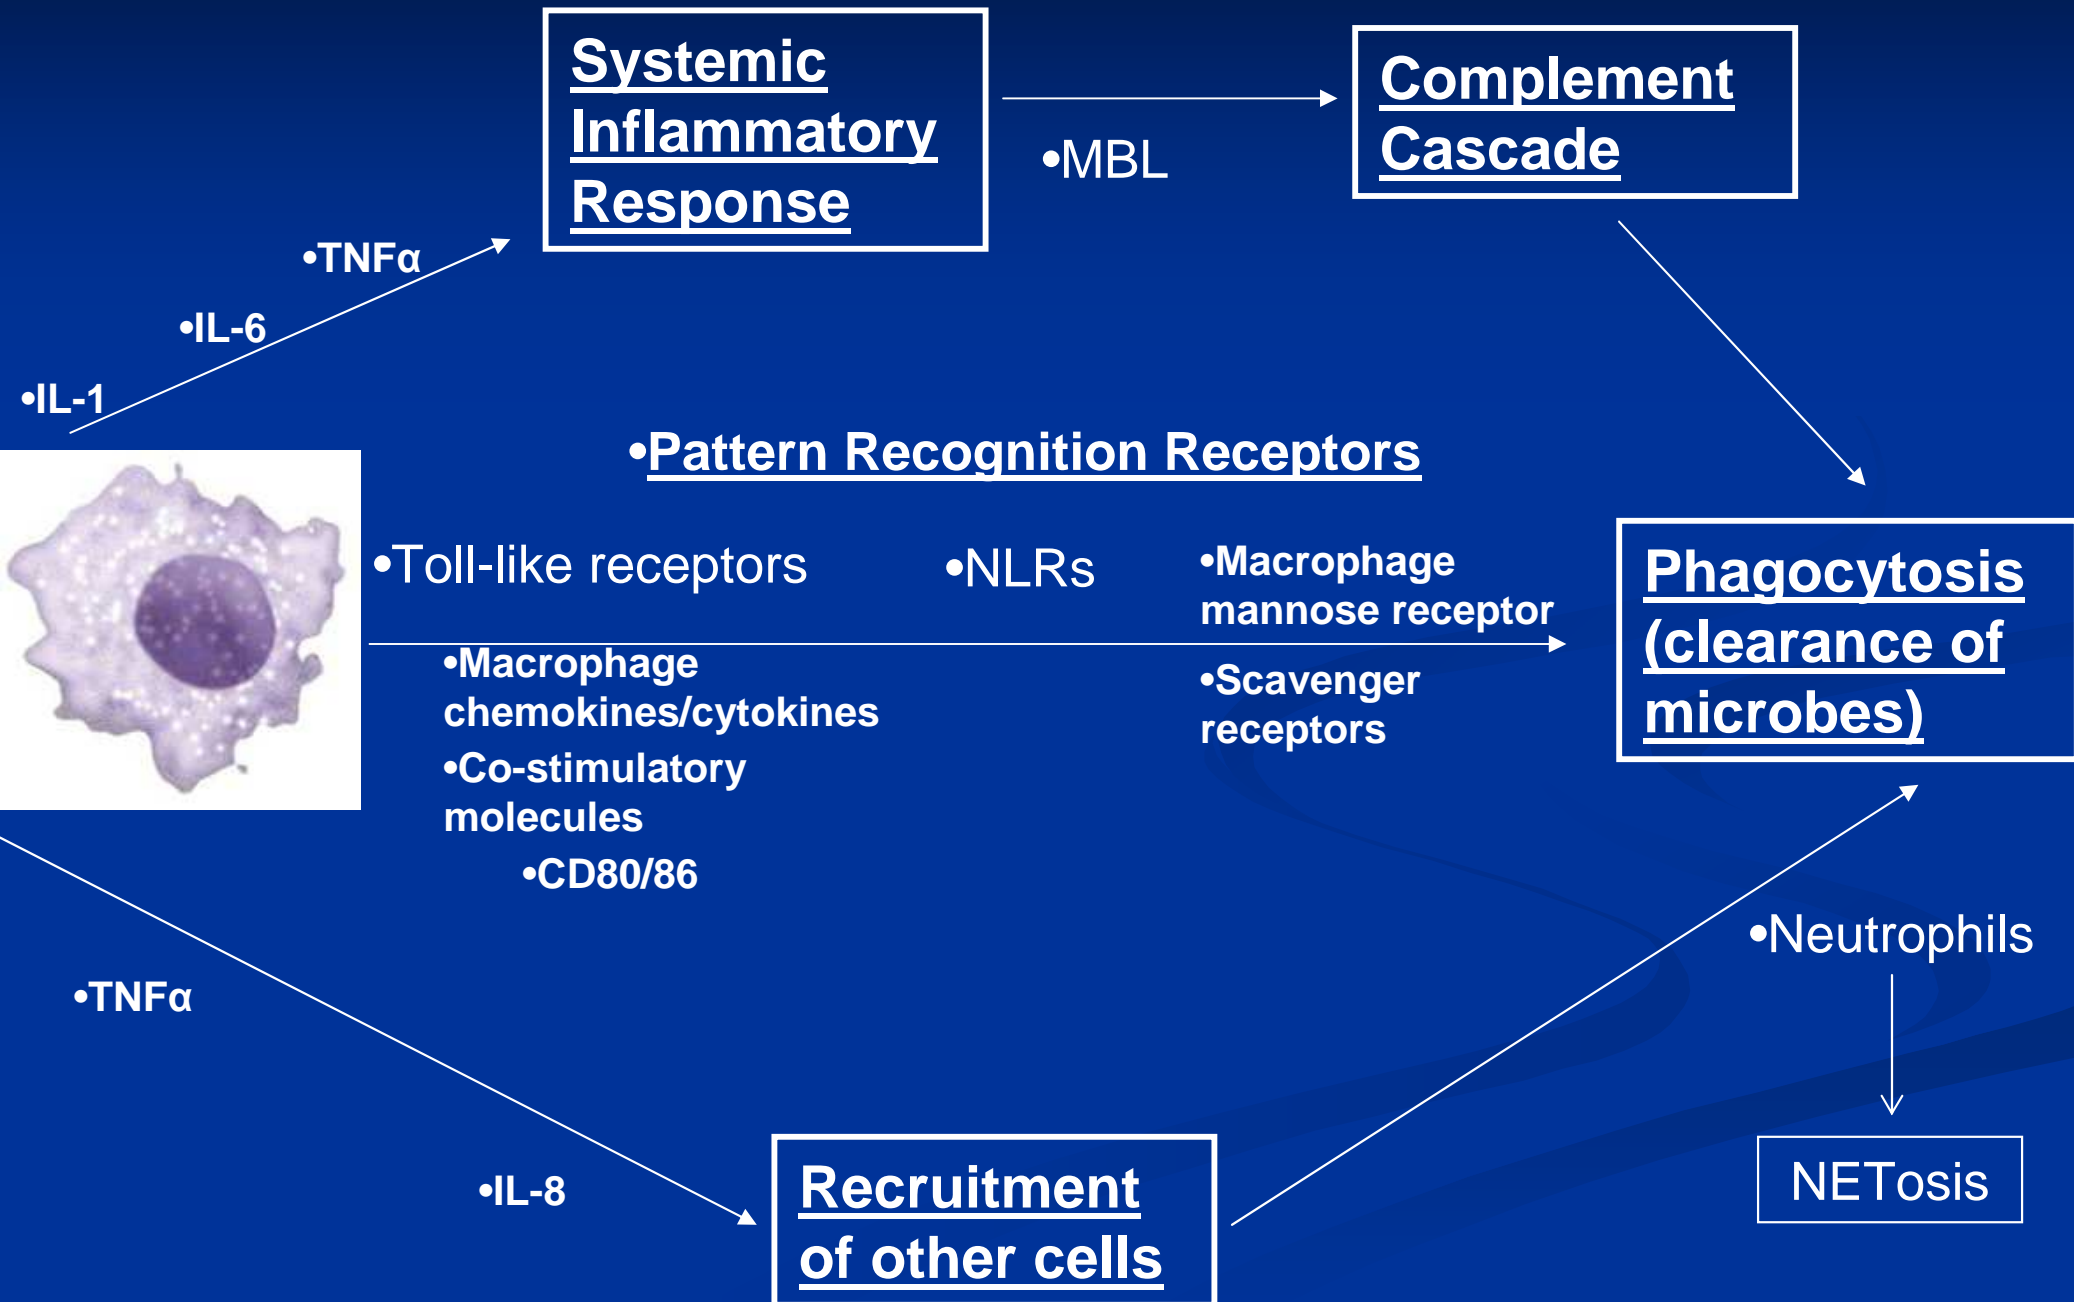 Systemic
Inflammatory
Response
•MBL
Complement
Cascade
•TNFα
•IL-6
•IL-1
•Pattern Recognition Receptors
•Toll-like receptors
•NLRs
•Macrophage
mannose receptor
•Macrophage
chemokines/cytokines
•Co-stimulatory
molecules
•CD80/86
•Scavenger
receptors
Phagocytosis
(clearance of
microbes)
•Neutrophils
•TNFα
•IL-8
Recruitment
of other cells
NETosis